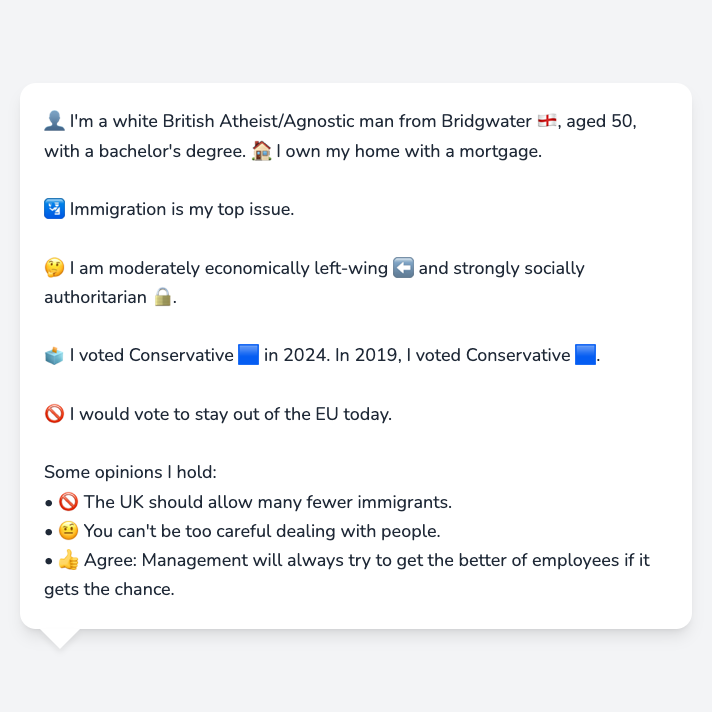 👤 I'm a white British Atheist/Agnostic man from Bridgwater 🏴󠁧󠁢󠁥󠁮󠁧󠁿, aged 50,
with a bachelor's degree. 🏠 I own my home with a mortgage.
🛂 Immigration is my top issue.
🤔 I am moderately economically left-wing ⬅️ and strongly socially
authoritarian 🔒.
🗳️ I voted Conservative 🟦 in 2024. In 2019, I voted Conservative 🟦.
🚫 I would vote to stay out of the EU today.
Some opinions I hold:
• 🚫 The UK should allow many fewer immigrants.
• 🤨 You can't be too careful dealing with people.
• 👍 Agree: Management will always try to get the better of employees if it
gets the chance.